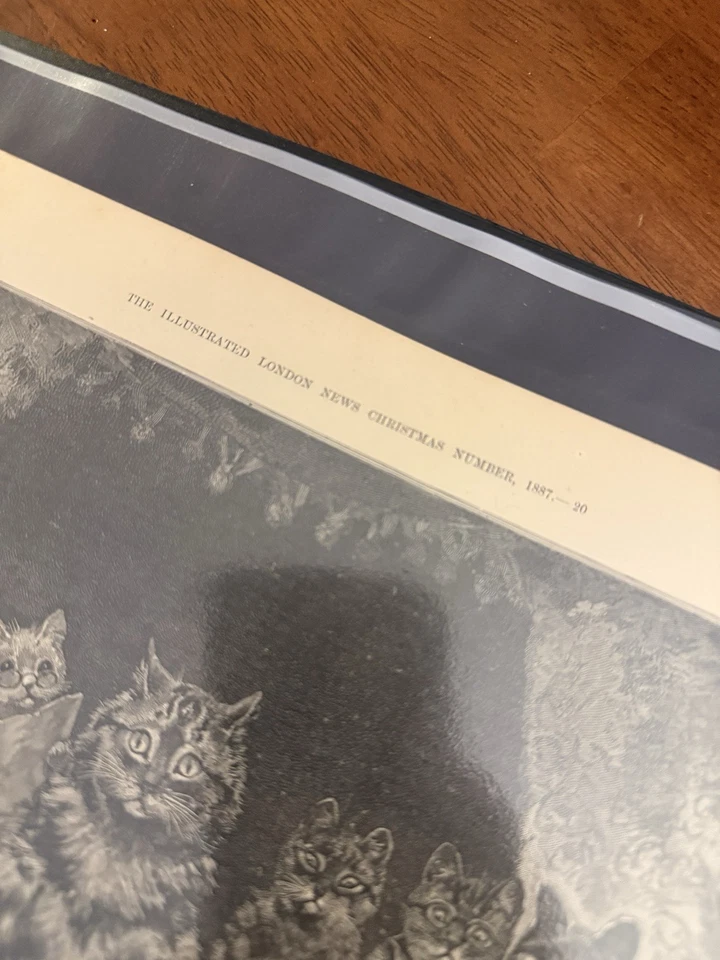 THE ILLUSTRATED LONDON NEWS CHRISTMAS NUMBER, 1887.—20